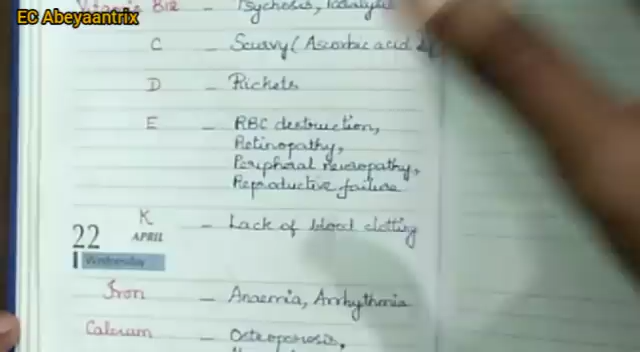 EC Abeyaantrix
Vitamin B12 – Psychosis,
C – Scurvy (Ascorbic acid
D – Rickets
E – RBC destruction,
Retinopathy,
Peripheral neuropathy,
Reproductive failure
K – Lack of blood clotting
22 APRIL
Wednesday
Iron – Anaemia, Arrhythmia
Calcium – Osteoporosis,